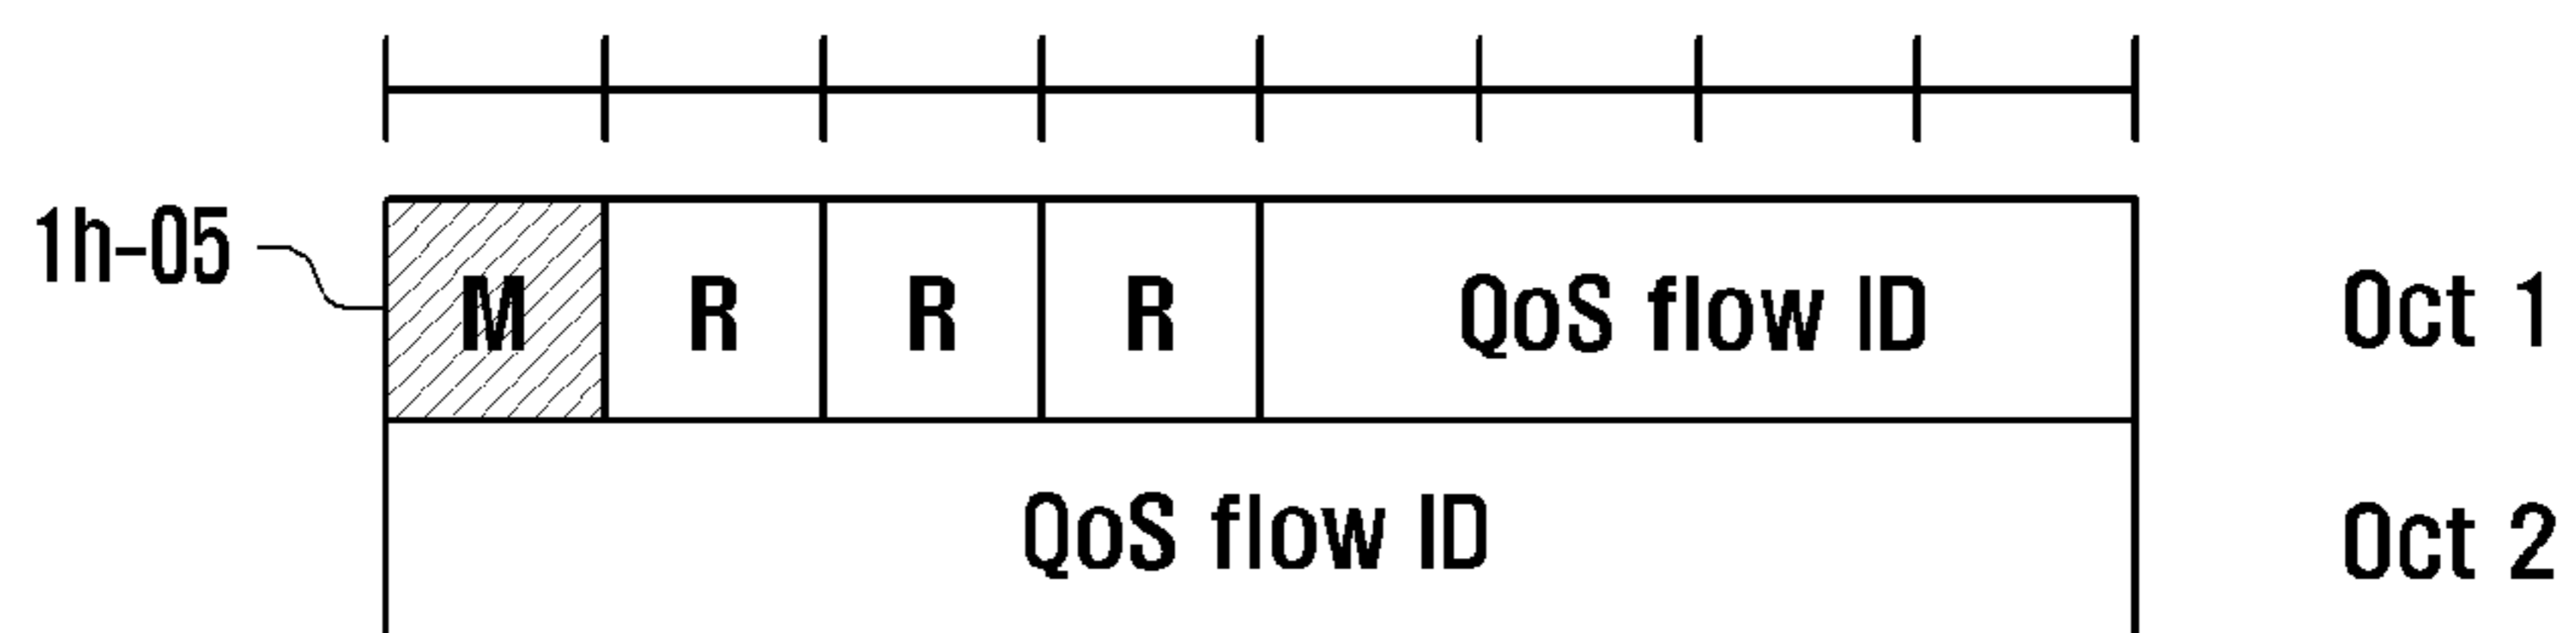 1h-05 M R R R QoS flow ID Oct 1
QoS flow ID Oct 2